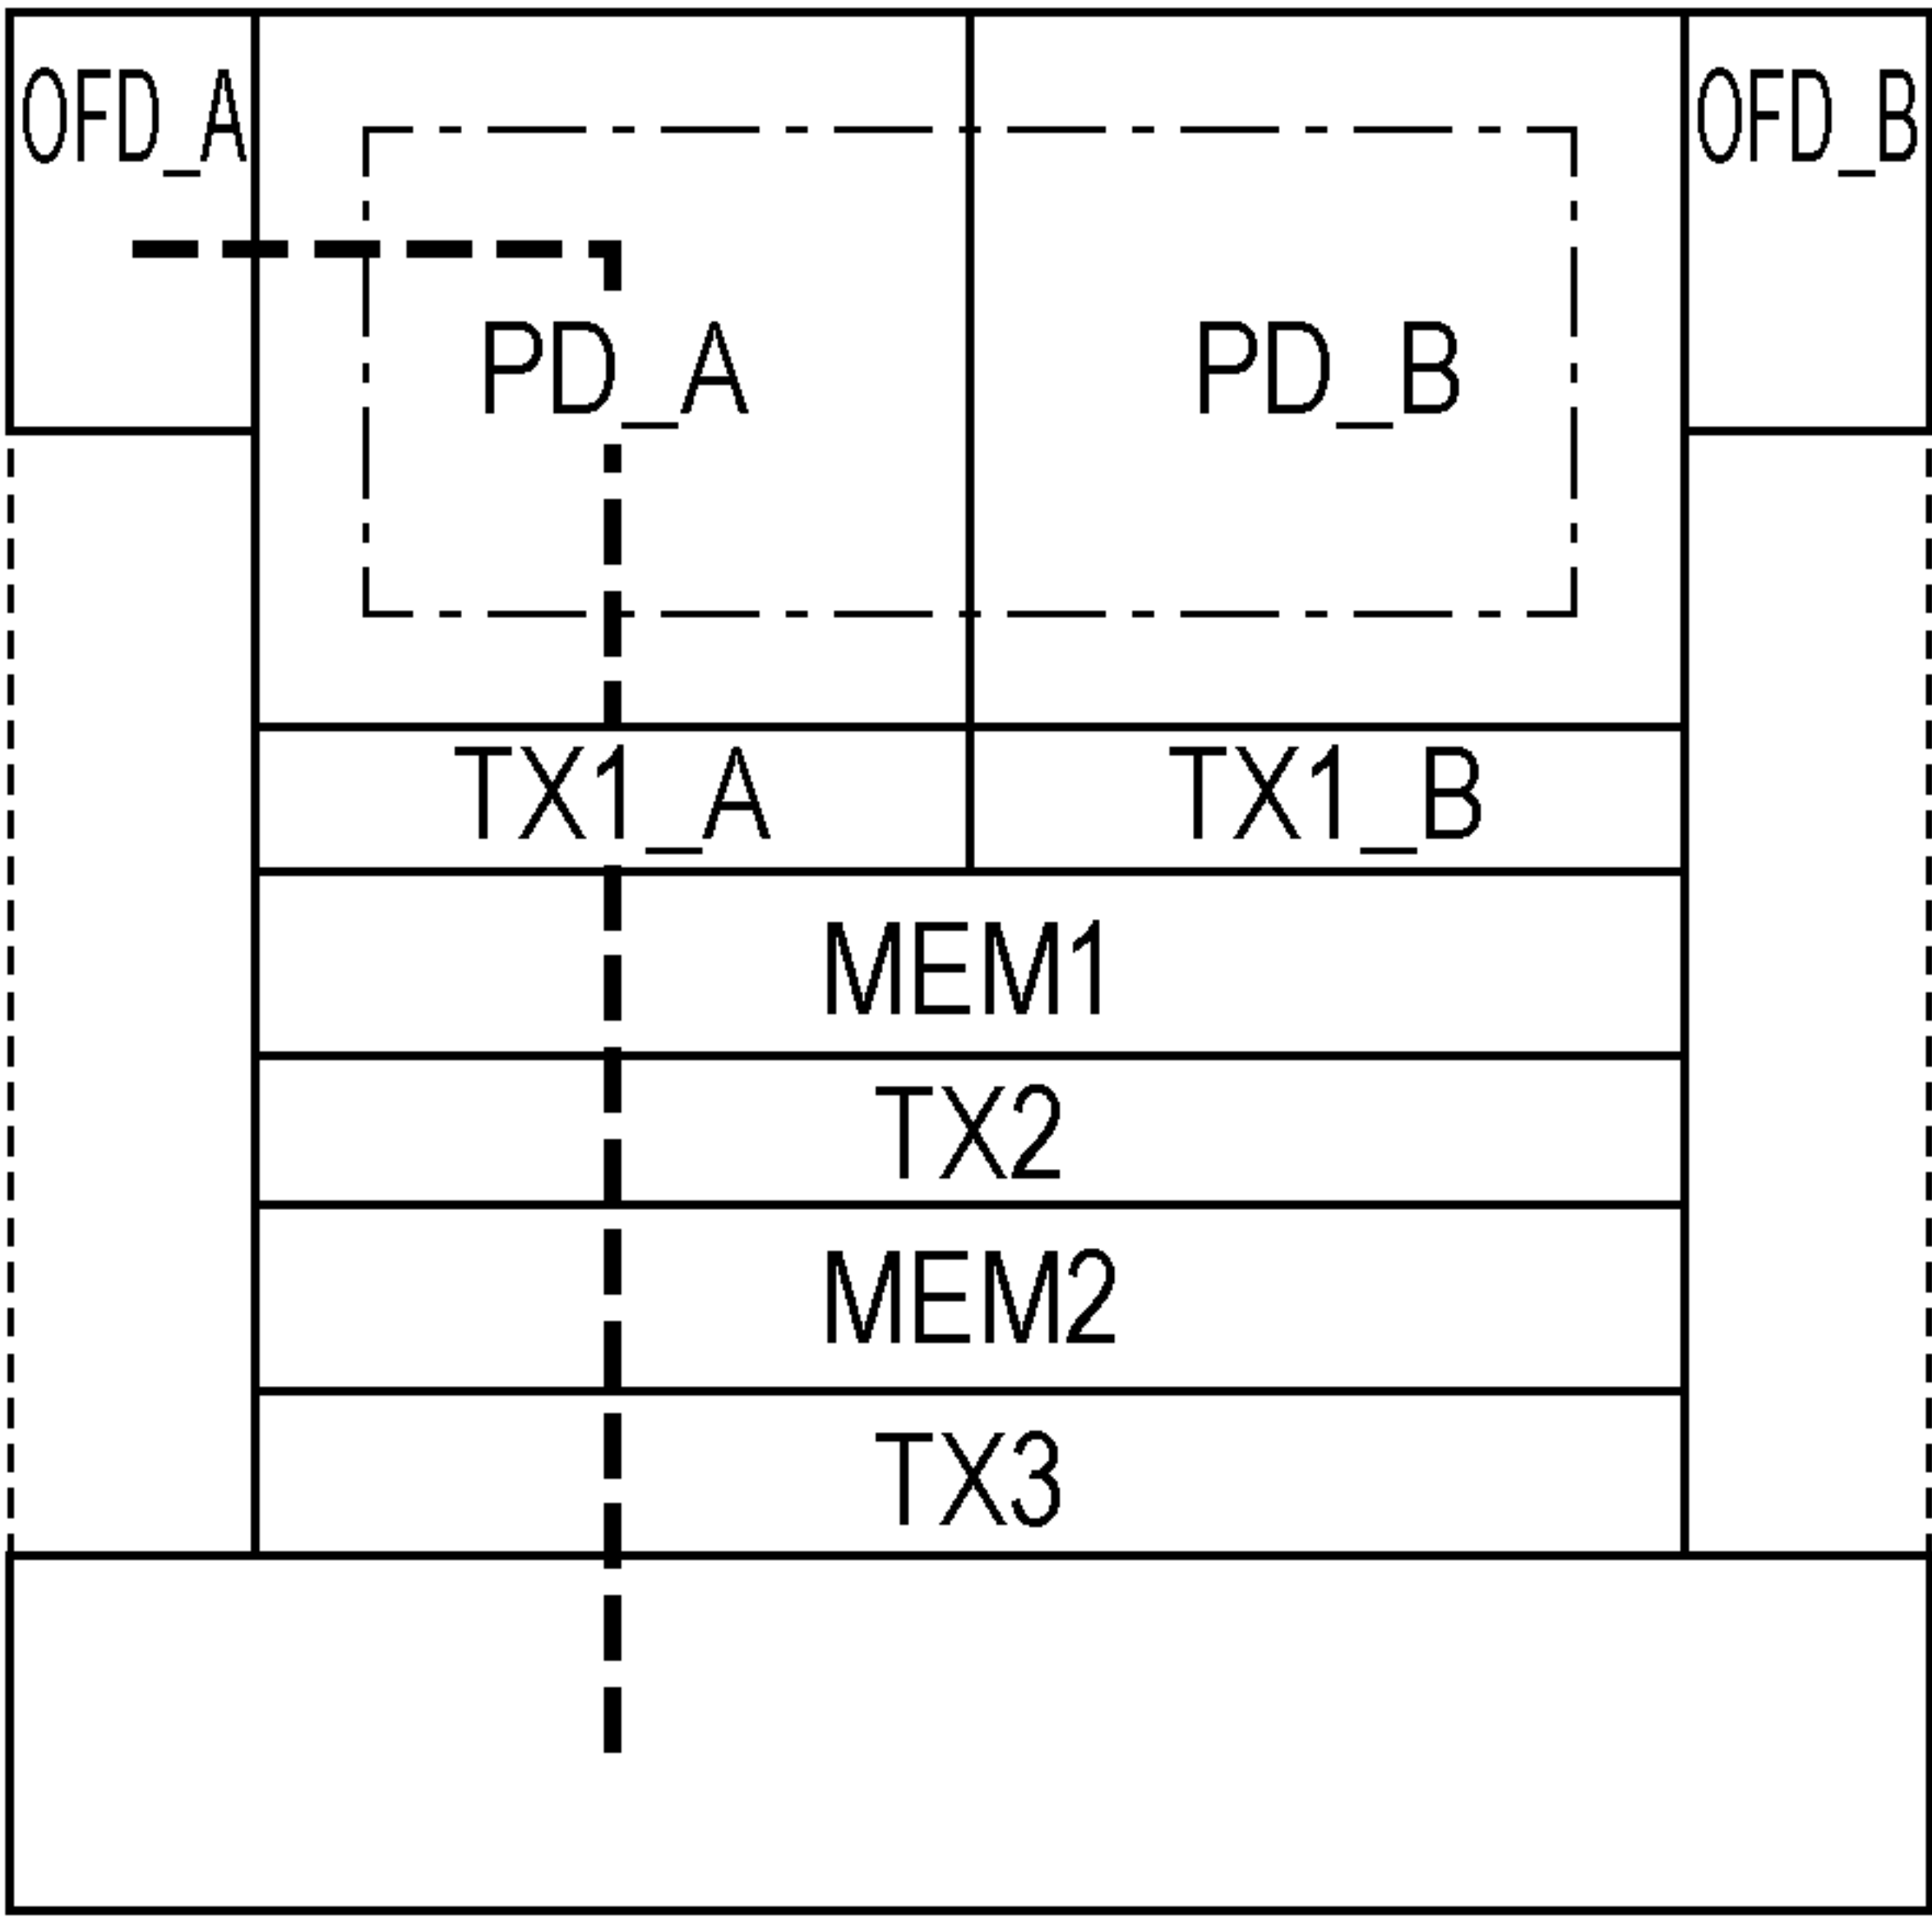 OFD_A
OFD_B
PD_A
PD_B
TX1_A
TX1_B
MEM1
TX2
MEM2
TX3